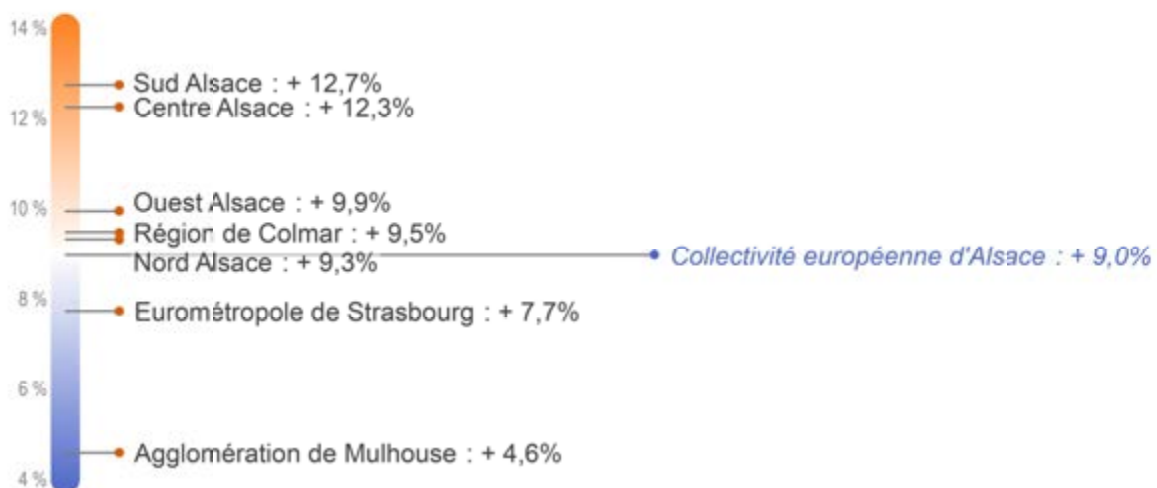 14 %
Sud Alsace : + 12,7%
Centre Alsace : + 12,3%
12 %
Ouest Alsace : + 9,9%
10 %
Région de Colmar : + 9,5%
Collectivité européenne d'Alsace : + 9,0%
Nord Alsace : + 9,3%
8 %
Eurométropole de Strasbourg : + 7,7%
6 %
Agglomération de Mulhouse : + 4,6%
4 %